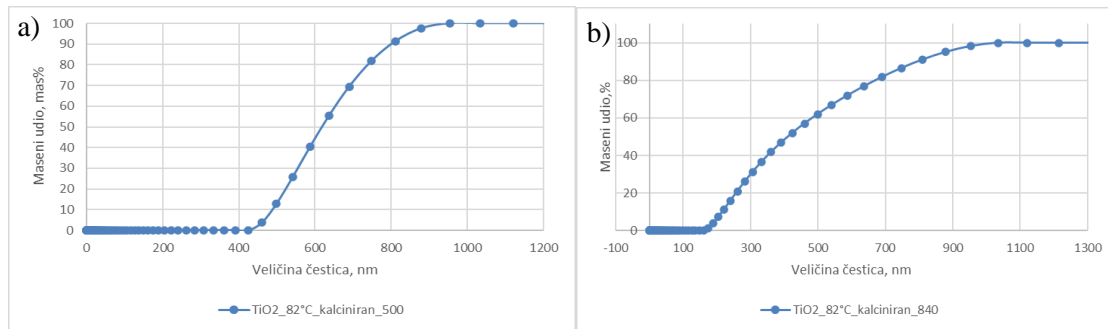 a)
Maseni udio, mas%
100
90
80
70
60
50
40
30
20
10
0
0 200 400 600 800 1000 1200
Veličina čestica, nm
TiO2_82°C_kalciniran_500
b)
Maseni udio,%
100
80
60
40
20
0
-100 100 300 500 700 900 1100 1300
Veličina čestica, nm
TiO2_82°C_kalciniran_840